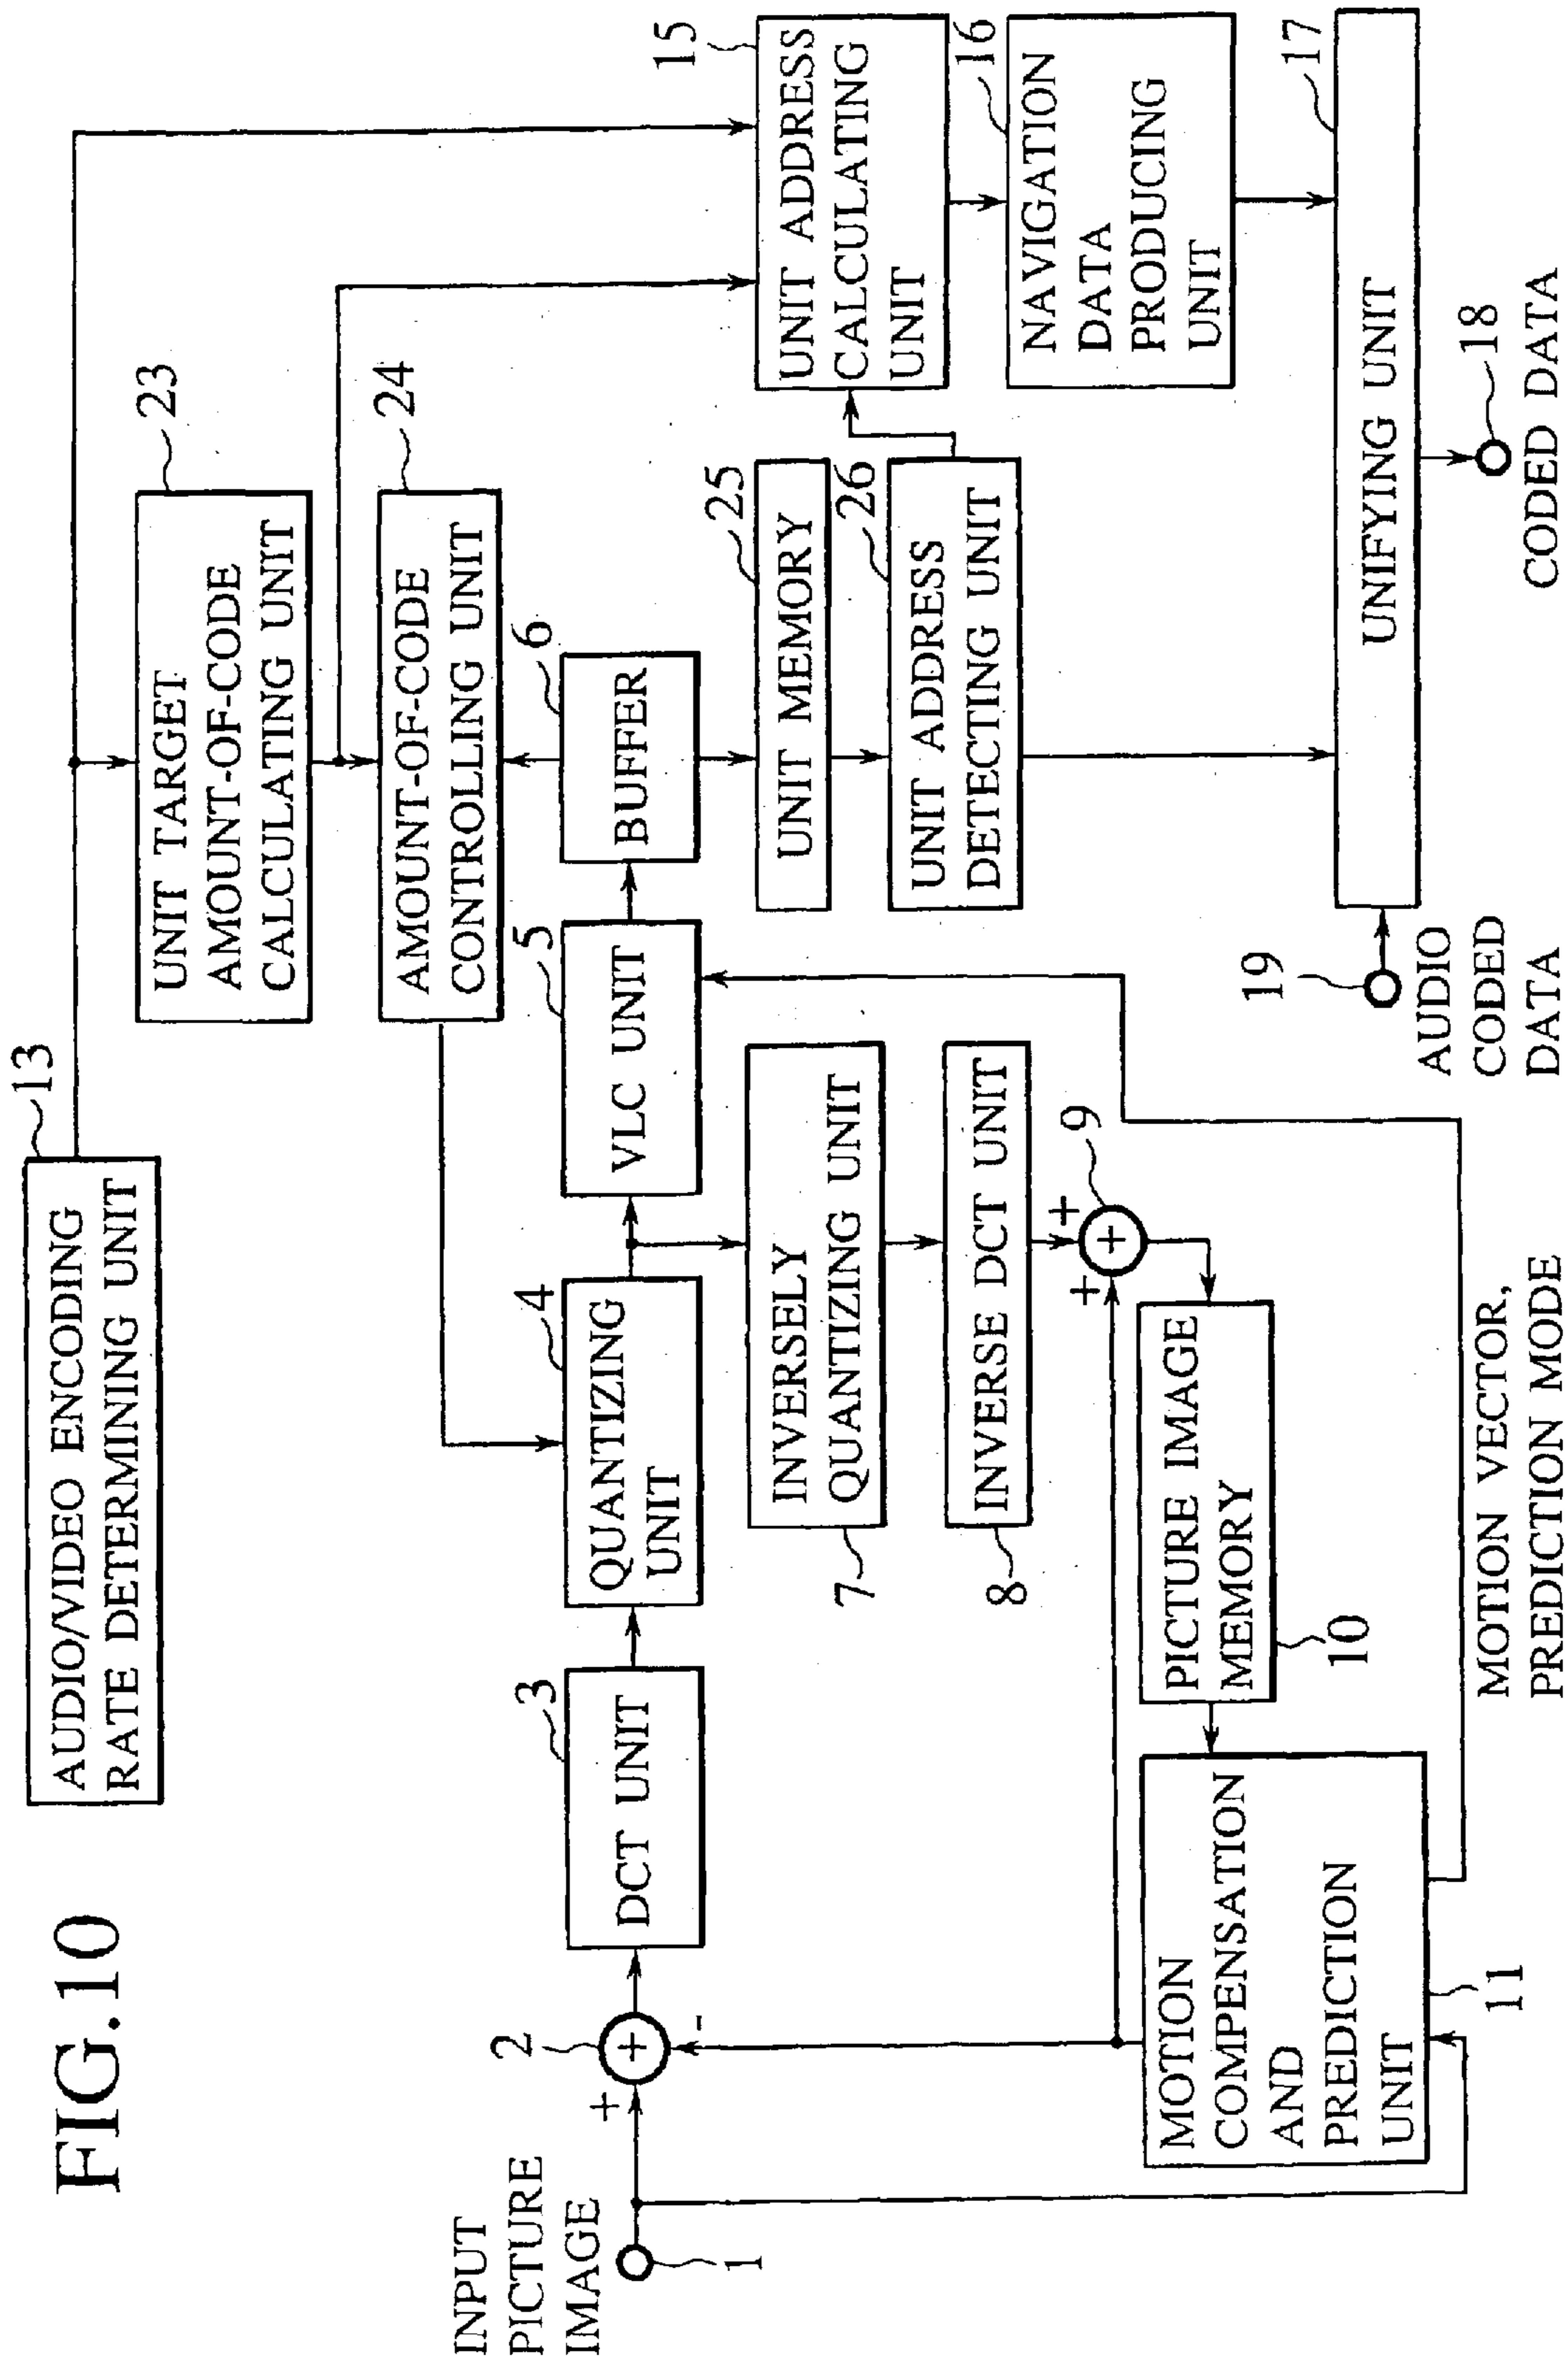 FIG.10
AUDIO/VIDEO ENCODING
RATE DETERMINING UNIT
13
UNIT TARGET
AMOUNT-OF-CODE
CALCULATING UNIT
23
AMOUNT-OF-CODE
CONTROLLING UNIT
24
INPUT
PICTURE
IMAGE
1
+
2
+
-
DCT UNIT
3
QUANTIZING
UNIT
4
VLC UNIT
5
BUFFER
6
INVERSELY
QUANTIZING UNIT
7
INVERSE DCT UNIT
8
+
+
+
9
PICTURE IMAGE
MEMORY
10
MOTION
COMPENSATION
AND
PREDICTION
UNIT
11
MOTION VECTOR,
PREDICTION MODE
UNIT MEMORY
25
UNIT ADDRESS
DETECTING UNIT
26
UNIT ADDRESS
CALCULATING
UNIT
15
NAVIGATION
DATA
PRODUCING
UNIT
16
UNIFYING UNIT
17
18
CODED DATA
19
AUDIO
CODED
DATA